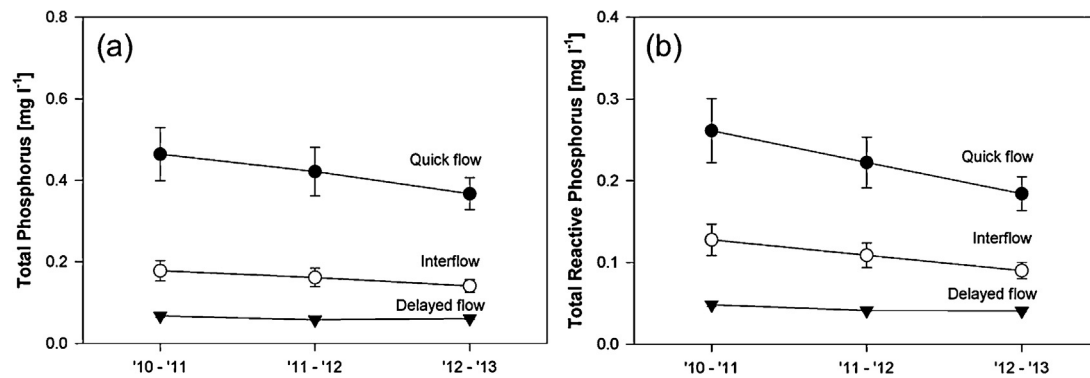 (a)
Total Phosphorus [mg l⁻¹]
0.8
0.6
0.4
0.2
0.0
Quick flow
Interflow
Delayed flow
'10 - '11
'11 - '12
'12 - '13
(b)
Total Reactive Phosphorus [mg l⁻¹]
0.4
0.3
0.2
0.1
0.0
Quick flow
Interflow
Delayed flow
'10 - '11
'11 - '12
'12 - '13